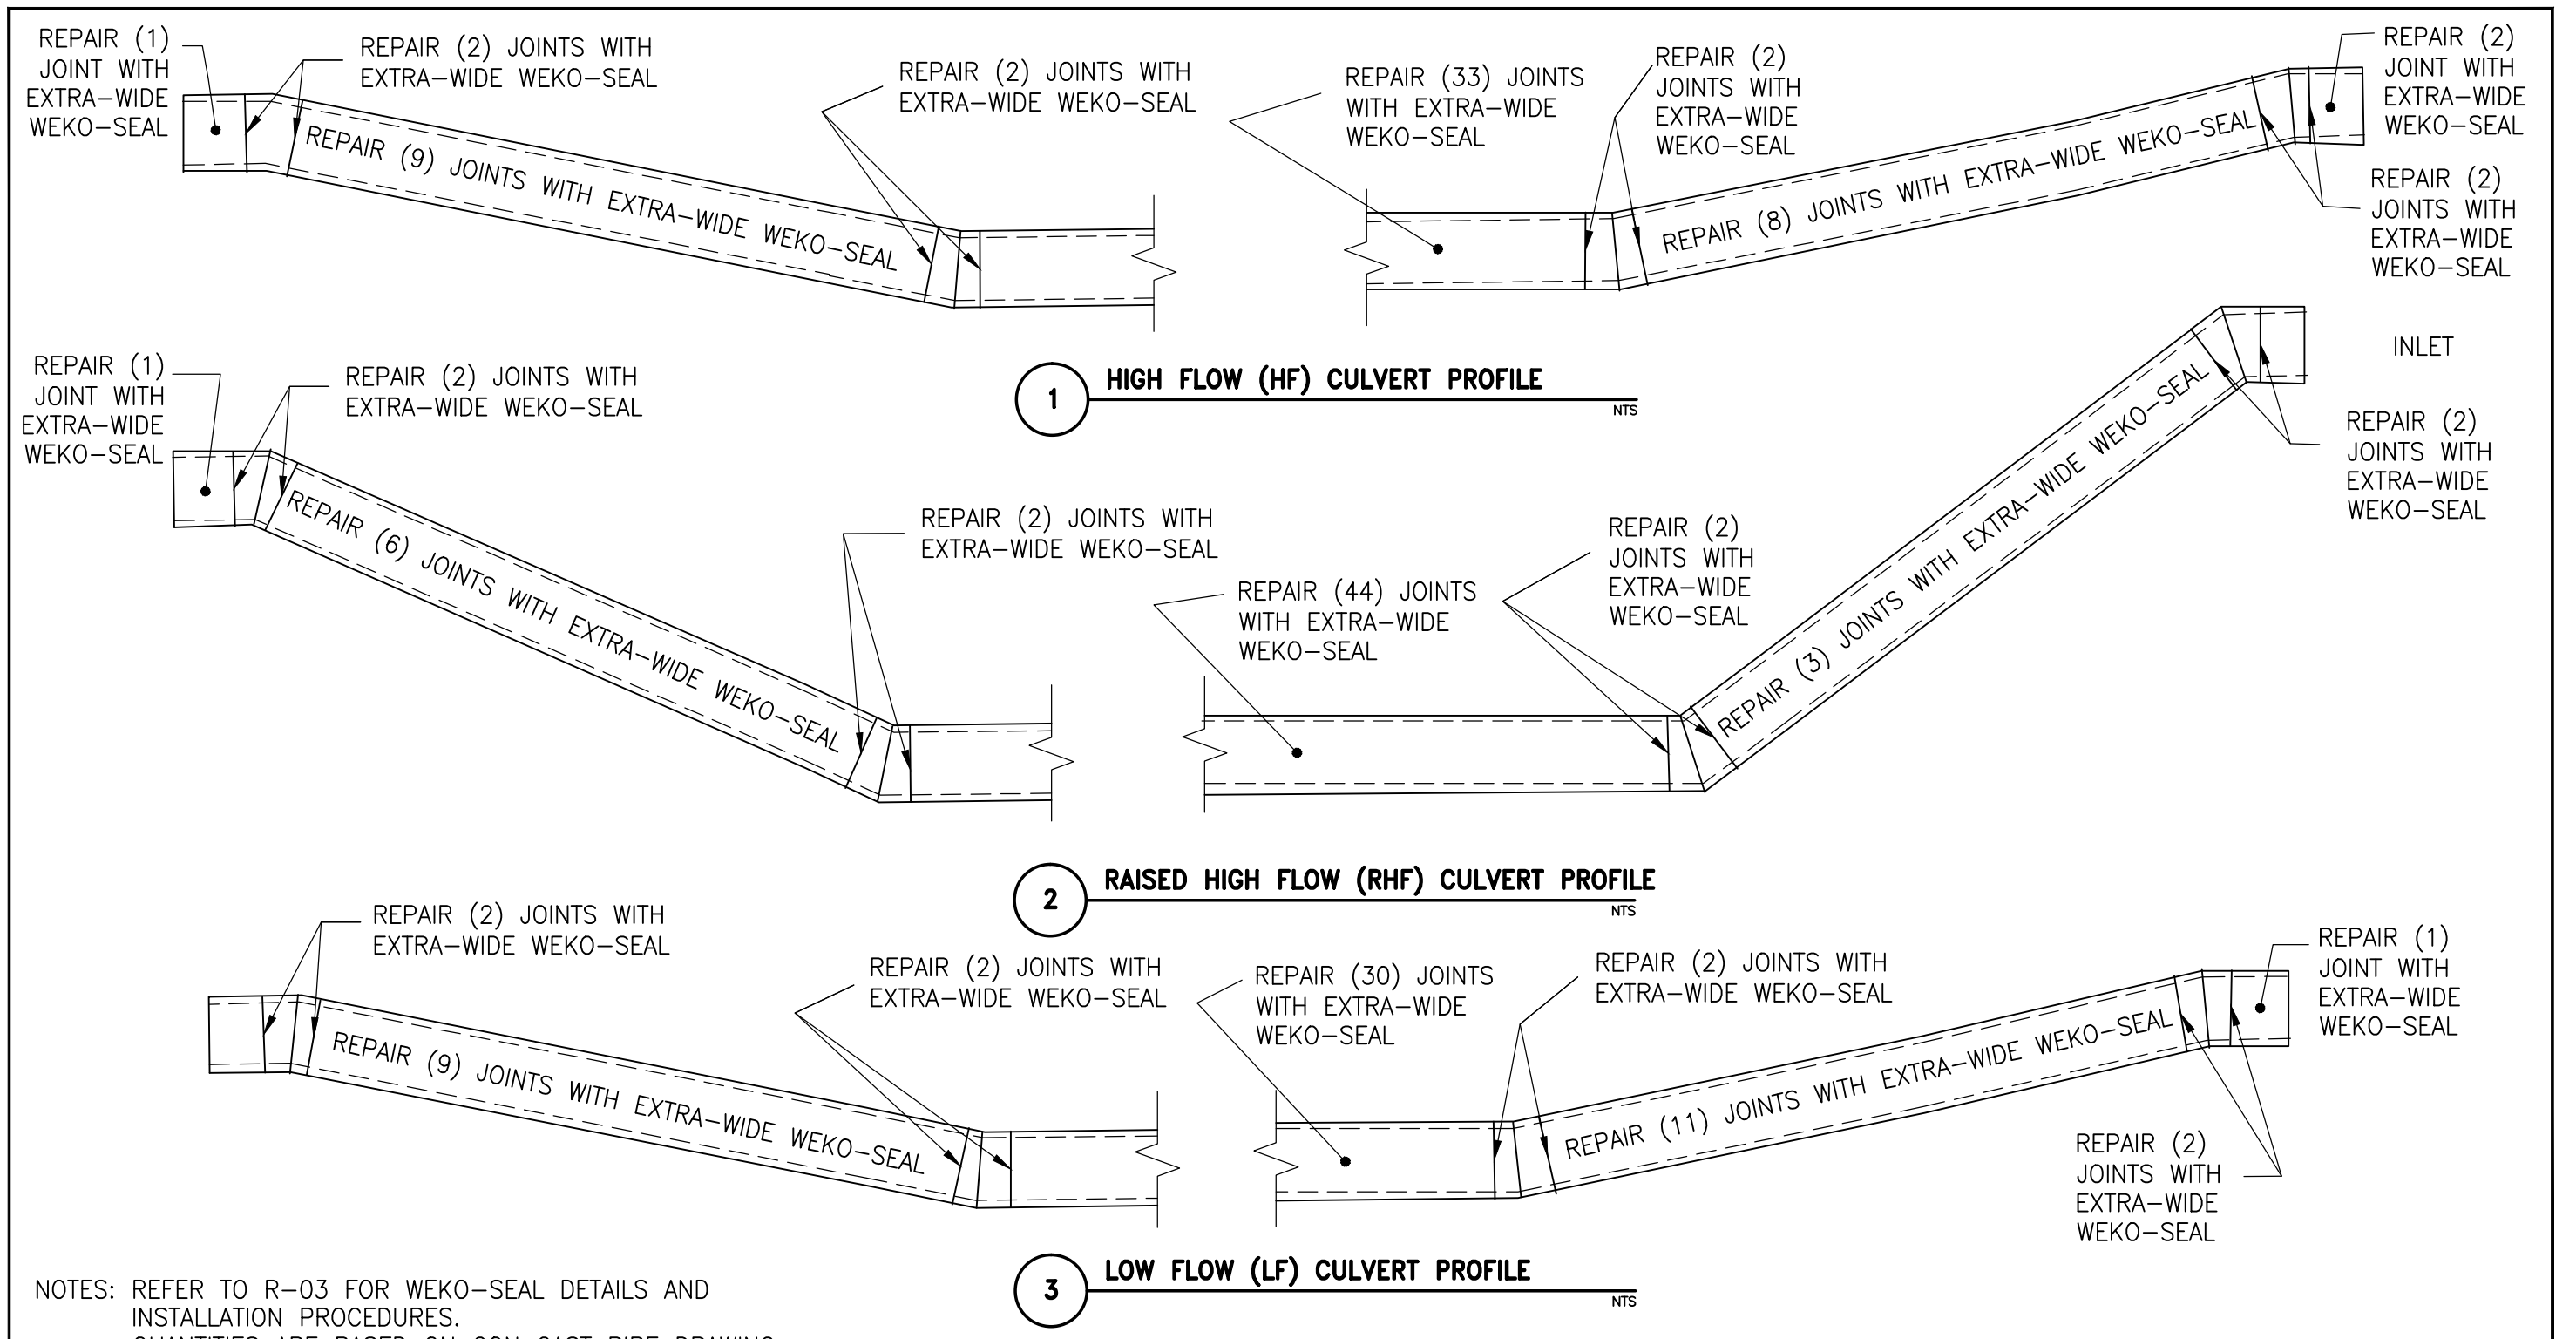 REPAIR (1)
JOINT WITH
EXTRA-WIDE
WEKO-SEAL
REPAIR (2) JOINTS WITH
EXTRA-WIDE WEKO-SEAL
REPAIR (9) JOINTS WITH EXTRA-WIDE WEKO-SEAL
REPAIR (2) JOINTS WITH
EXTRA-WIDE WEKO-SEAL
REPAIR (33) JOINTS
WITH EXTRA-WIDE
WEKO-SEAL
REPAIR (2)
JOINTS WITH
EXTRA-WIDE
WEKO-SEAL
REPAIR (8) JOINTS WITH EXTRA-WIDE WEKO-SEAL
REPAIR (2)
JOINT WITH
EXTRA-WIDE
WEKO-SEAL
REPAIR (2)
JOINTS WITH
EXTRA-WIDE
WEKO-SEAL
1 HIGH FLOW (HF) CULVERT PROFILE
NTS
REPAIR (1)
JOINT WITH
EXTRA-WIDE
WEKO-SEAL
REPAIR (2) JOINTS WITH
EXTRA-WIDE WEKO-SEAL
REPAIR (6) JOINTS WITH EXTRA-WIDE WEKO-SEAL
REPAIR (2) JOINTS WITH
EXTRA-WIDE WEKO-SEAL
REPAIR (44) JOINTS
WITH EXTRA-WIDE
WEKO-SEAL
REPAIR (2)
JOINTS WITH
EXTRA-WIDE
WEKO-SEAL
REPAIR (3) JOINTS WITH EXTRA-WIDE WEKO-SEAL
INLET
REPAIR (2)
JOINTS WITH
EXTRA-WIDE
WEKO-SEAL
2 RAISED HIGH FLOW (RHF) CULVERT PROFILE
NTS
REPAIR (2) JOINTS WITH
EXTRA-WIDE WEKO-SEAL
REPAIR (9) JOINTS WITH EXTRA-WIDE WEKO-SEAL
REPAIR (2) JOINTS WITH
EXTRA-WIDE WEKO-SEAL
REPAIR (30) JOINTS
WITH EXTRA-WIDE
WEKO-SEAL
REPAIR (2) JOINTS WITH
EXTRA-WIDE WEKO-SEAL
REPAIR (11) JOINTS WITH EXTRA-WIDE WEKO-SEAL
REPAIR (1)
JOINT WITH
EXTRA-WIDE
WEKO-SEAL
REPAIR (2)
JOINTS WITH
EXTRA-WIDE
WEKO-SEAL
3 LOW FLOW (LF) CULVERT PROFILE
NTS
NOTES: REFER TO R-03 FOR WEKO-SEAL DETAILS AND
INSTALLATION PROCEDURES.